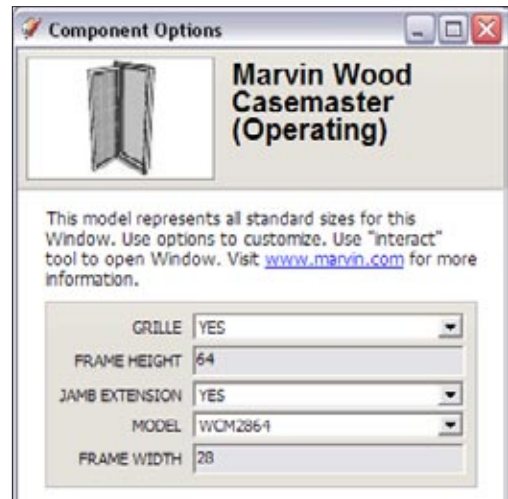 Component Options
Marvin Wood
Casemaster
(Operating)
This model represents all standard sizes for this
Window. Use options to customize. Use "interact"
tool to open Window. Visit www.marvin.com for more
information.
GRILLE YES
FRAME HEIGHT 64
JAMB EXTENSION YES
MODEL WCM2864
FRAME WIDTH 28